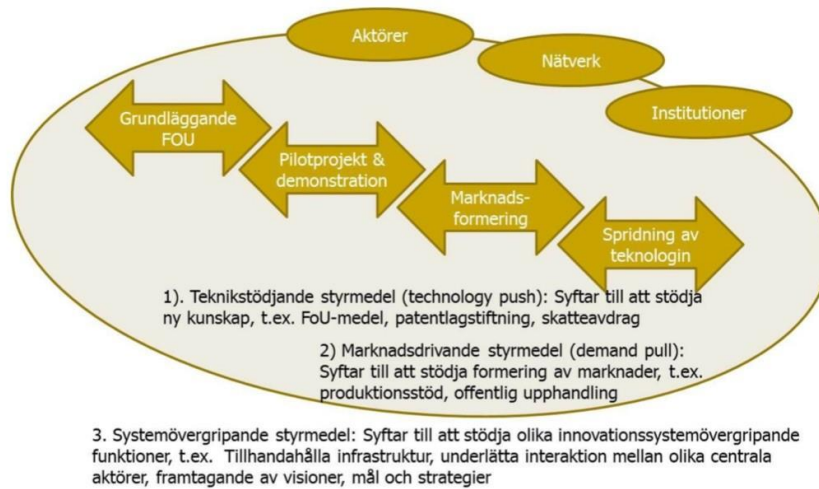 Aktörer
Nätverk
Institutioner
Grundläggande
FOU
Pilotprojekt &
demonstration
Marknads-
formering
Spridning av
teknologin
1). Teknikstödjande styrmedel (technology push): Syftar till att stödja
ny kunskap, t.ex. FoU-medel, patentlagstiftning, skatteavdrag
2) Marknadsdrivande styrmedel (demand pull):
Syftar till att stödja formering av marknader, t.ex.
produktionsstöd, offentlig upphandling
3. Systemövergripande styrmedel: Syftar till att stödja olika innovationssystemövergripande
funktioner, t.ex. Tillhandahålla infrastruktur, underlätta interaktion mellan olika centrala
aktörer, framtagande av visioner, mål och strategier